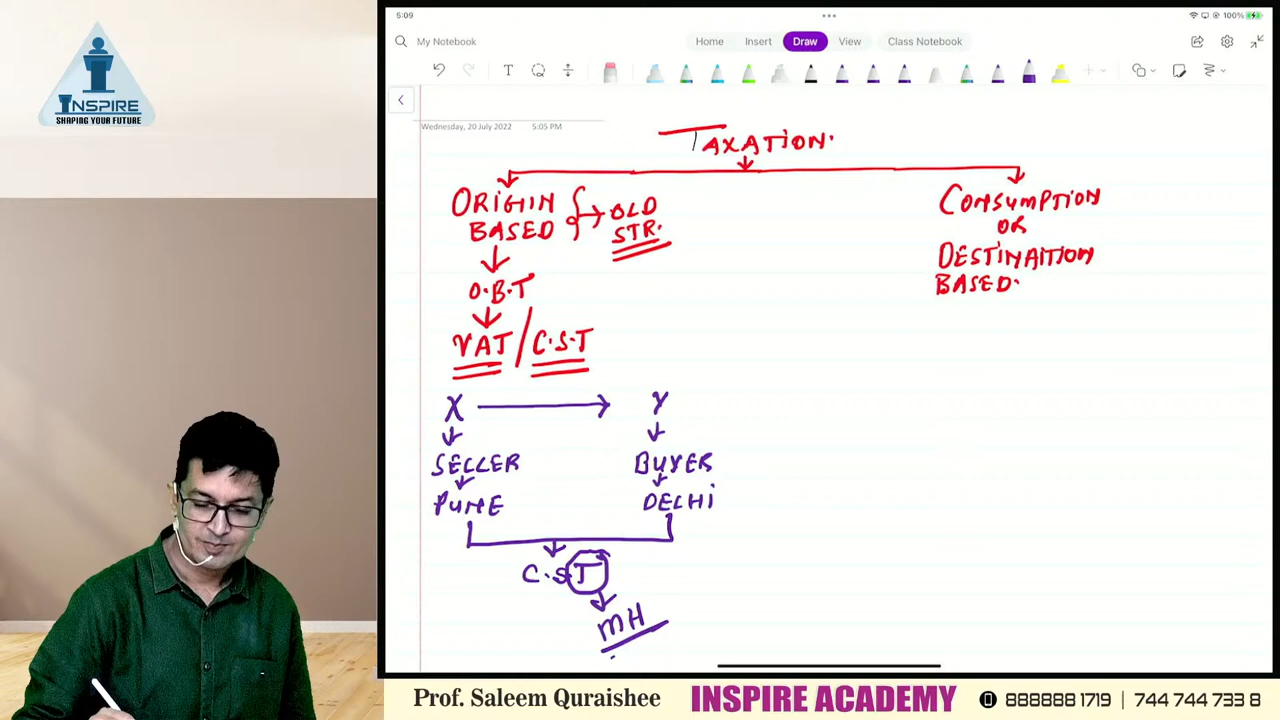 INSPIRE
SHAPING YOUR FUTURE
5:09
100%
My Notebook
Home
Insert
Draw
View
Class Notebook
T
Wednesday, 20 July 2022
5:05 PM
TAXATION.
ORIGIN
BASED
OLD
STR.
O.B.T
VAT / C.S.T
CONSUMPTION
OR
DESTINATION
BASED.
X
Y
SELLER
BUYER
PUNE
DELHI
C.S.T
MH
Prof. Saleem Quraishee
INSPIRE ACADEMY
888888 1719 | 744 744 733 8